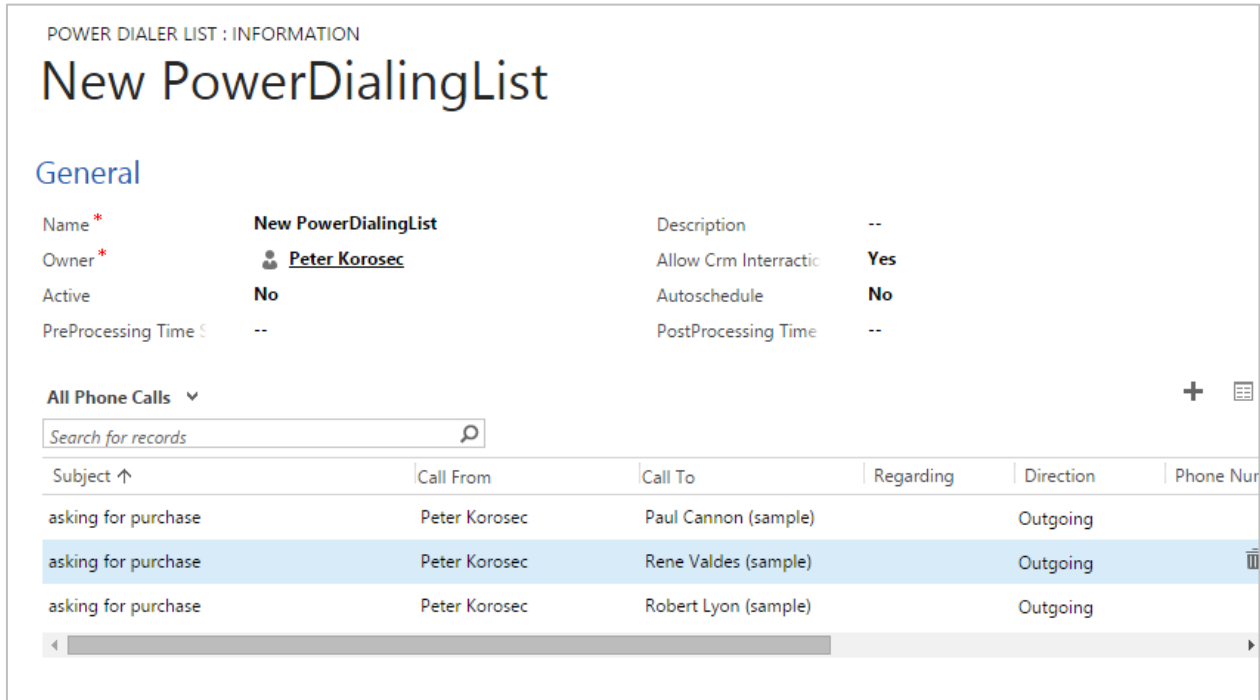 POWER DIALER LIST : INFORMATION
New PowerDialingList
General
Name* New PowerDialingList Description --
Owner* Peter Korosec Allow Crm Interractic Yes
Active No Autoschedule No
PreProcessing Time S -- PostProcessing Time --
All Phone Calls
Search for records
Subject Call From Call To Regarding Direction Phone Nur
asking for purchase Peter Korosec Paul Cannon (sample) Outgoing
asking for purchase Peter Korosec Rene Valdes (sample) Outgoing
asking for purchase Peter Korosec Robert Lyon (sample) Outgoing